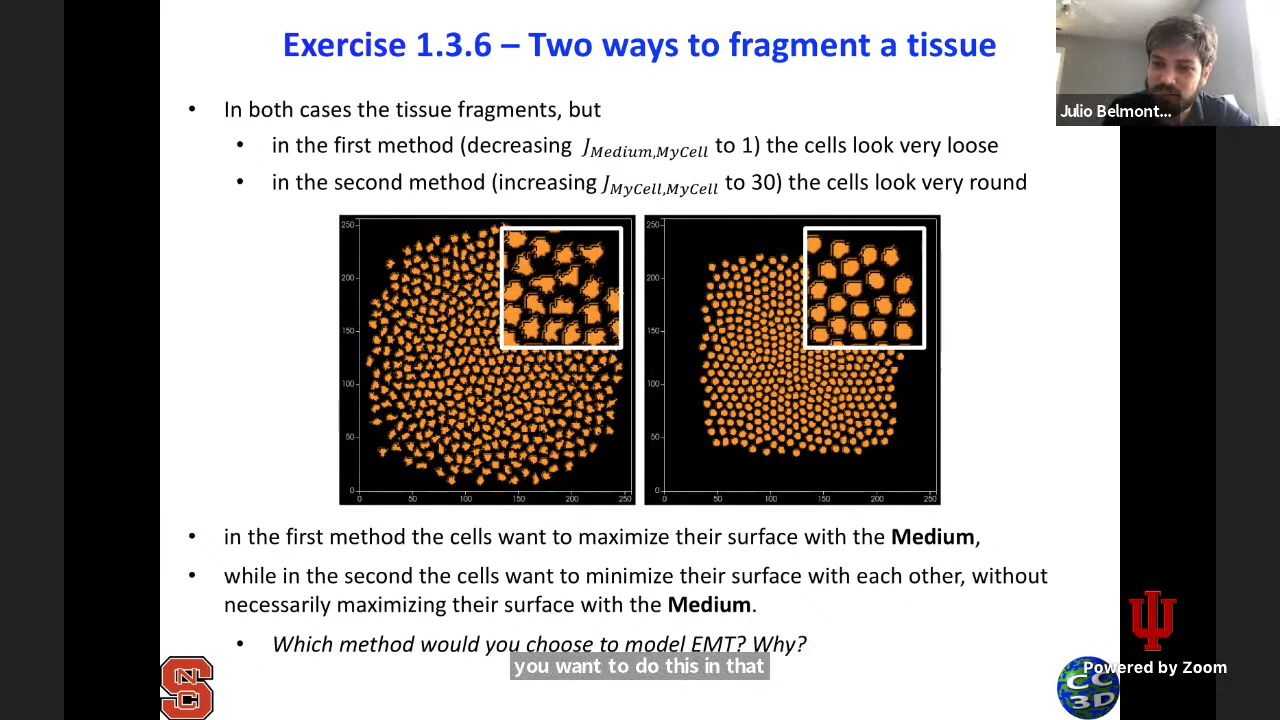 Exercise 1.3.6 – Two ways to fragment a tissue
Julio Belmont...
• In both cases the tissue fragments, but
• in the first method (decreasing J_Medium,MyCell to 1) the cells look very loose
• in the second method (increasing J_MyCell,MyCell to 30) the cells look very round
250
200
150
100
50
0
0 50 100 150 200 250
250
200
150
100
50
0
0 50 100 150 200 250
• in the first method the cells want to maximize their surface with the Medium,
• while in the second the cells want to minimize their surface with each other, without
necessarily maximizing their surface with the Medium.
• Which method would you choose to model EMT? Why?
you want to do this in that
Powered by Zoom
NCS
CC
3D